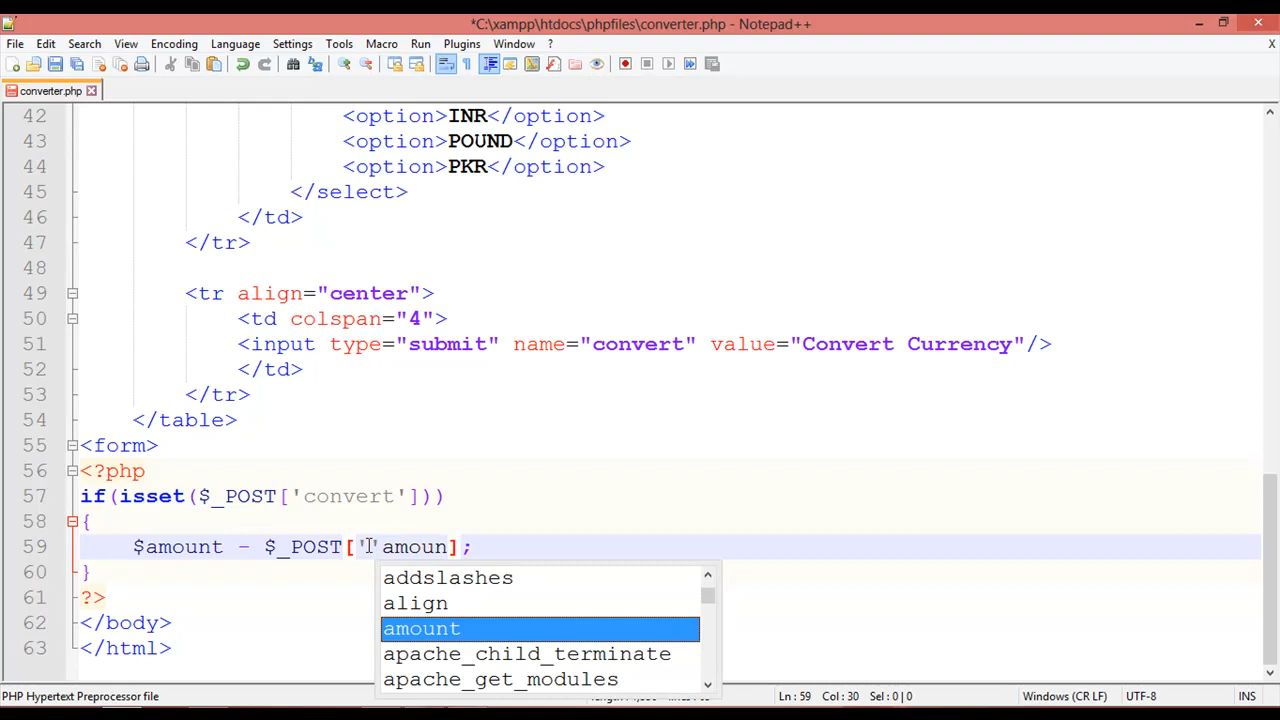 *C:\xampp\htdocs\phpfiles\converter.php - Notepad++
File Edit Search View Encoding Language Settings Tools Macro Run Plugins Window ? X
converter.php
42 <option>INR</option>
43 <option>POUND</option>
44 <option>PKR</option>
45 </select>
46 </td>
47 </tr>
48
49 <tr align="center">
50 <td colspan="4">
51 <input type="submit" name="convert" value="Convert Currency"/>
52 </td>
53 </tr>
54 </table>
55 <form>
56 <?php
57 if(isset($_POST['convert']))
58 {
59 $amount - $_POST[''amoun];
60 }
61 ?>
62 </body>
63 </html>
addslashes
align
amount
apache_child_terminate
apache_get_modules
PHP Hypertext Preprocessor file Ln : 59 Col : 30 Sel : 0 | 0 Windows (CR LF) UTF-8 INS